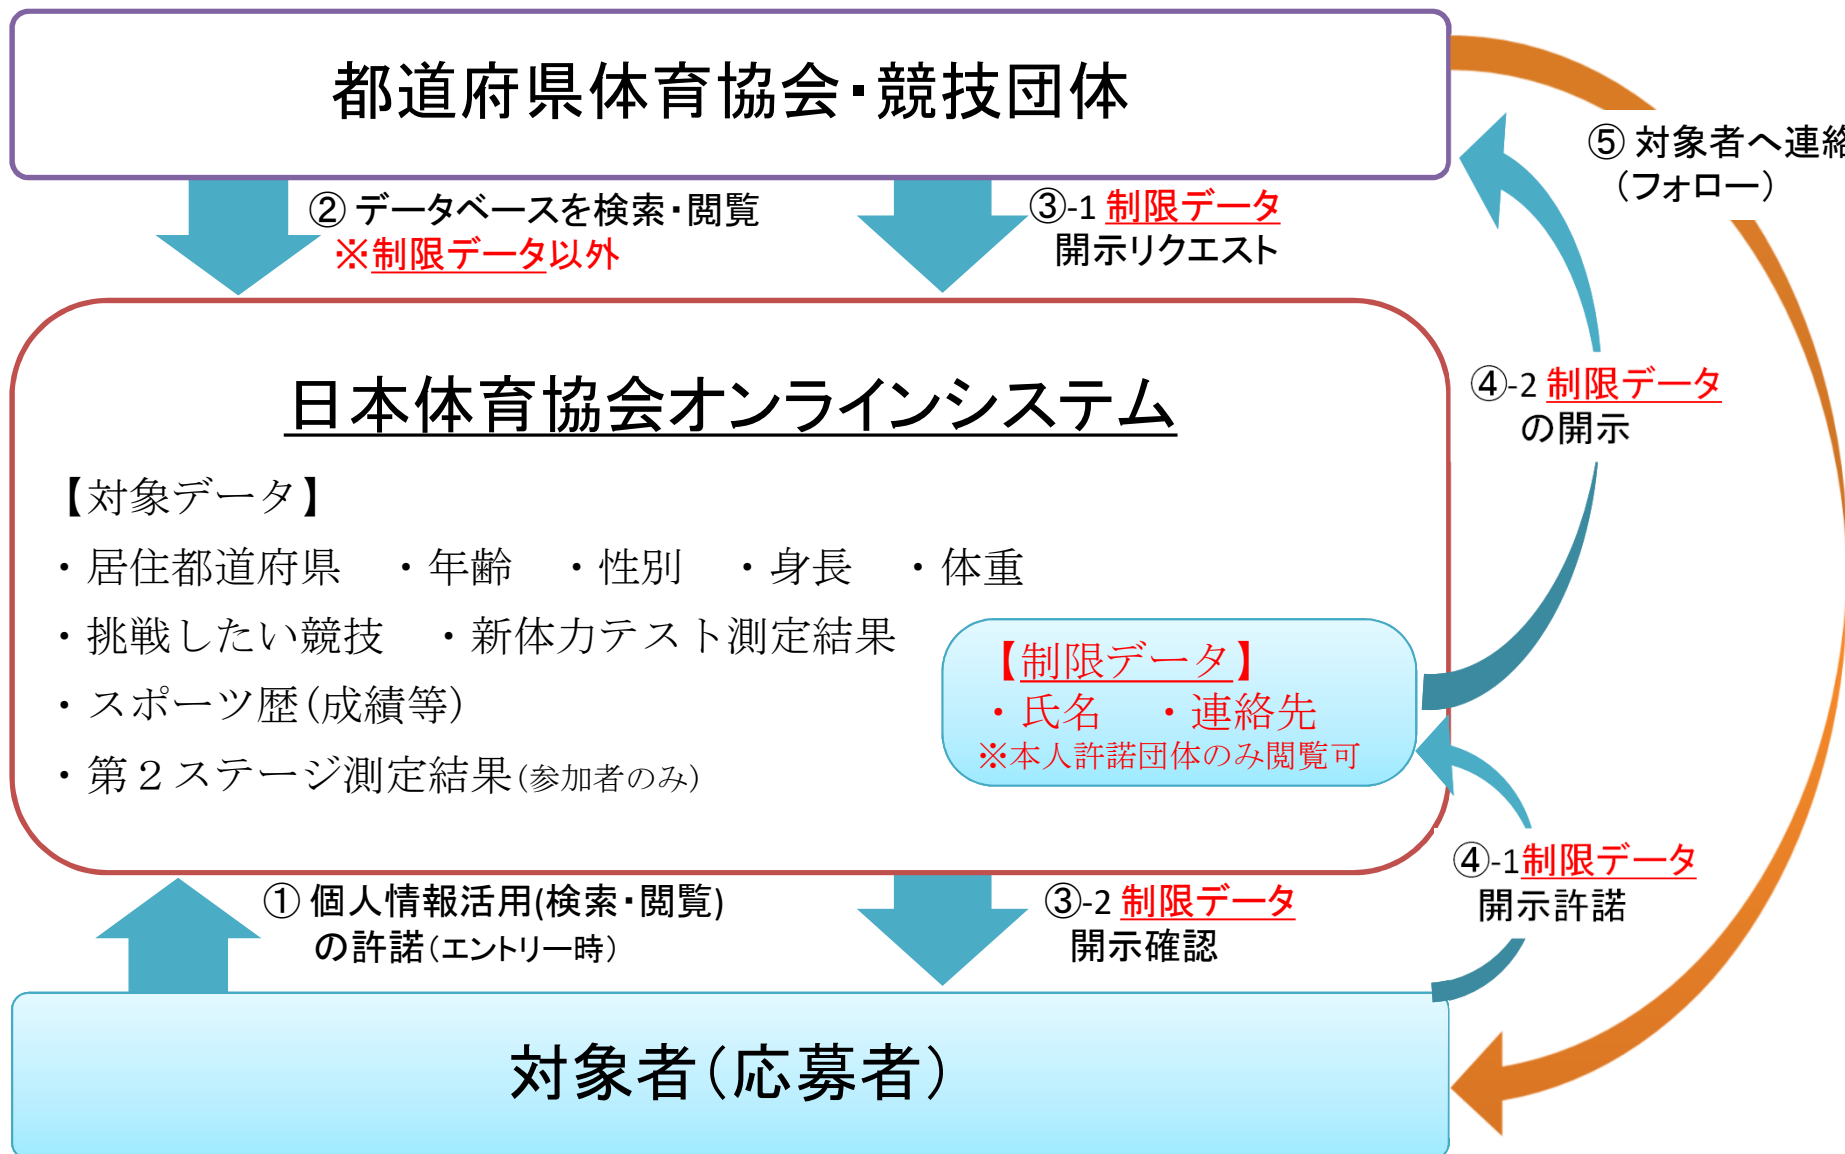 都道府県体育協会・競技団体
② データベースを検索・閲覧
※制限データ以外
③-1 制限データ
開示リクエスト
⑤ 対象者へ連絡
（フォロー）
日本体育協会オンラインシステム
④-2 制限データ
の開示
【対象データ】
・居住都道府県　・年齢　・性別　・身長　・体重
・挑戦したい競技　・新体力テスト測定結果
・スポーツ歴(成績等)
・第２ステージ測定結果(参加者のみ)
【制限データ】
・氏名　・連絡先
※本人許諾団体のみ閲覧可
④-1制限データ
開示許諾
① 個人情報活用(検索・閲覧)
の許諾（エントリー時）
③-2 制限データ
開示確認
対象者（応募者）